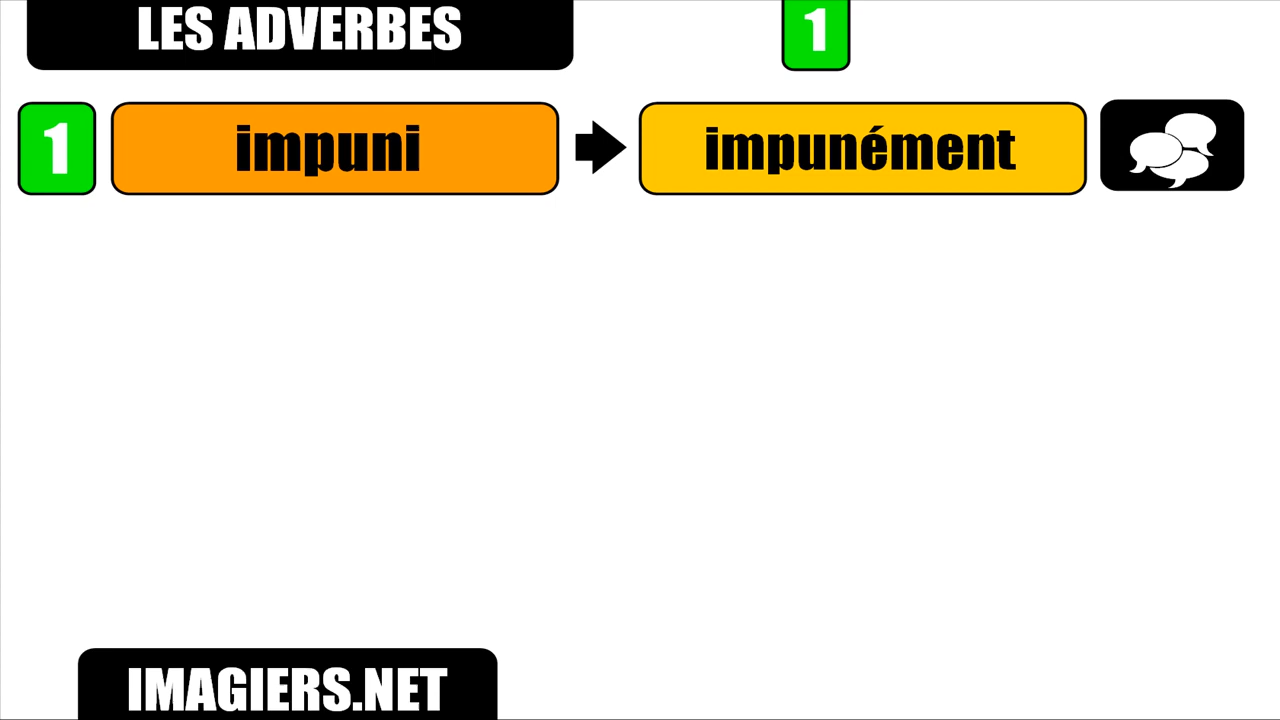 LES ADVERBES
1
1
impuni
impunément
IMAGIERS.NET